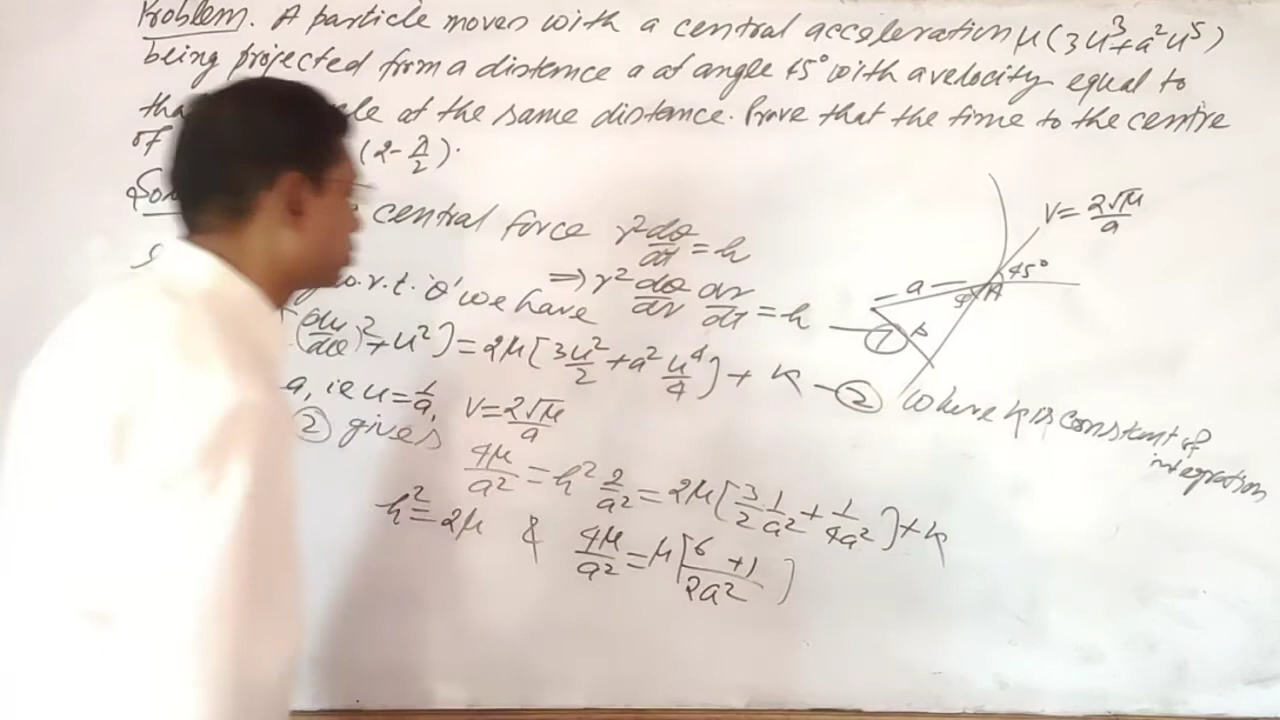 Problem. A particle moves with a central acceleration μ(3u³+a²u⁵)
being projected from a distance a at angle 45° with a velocity equal to
at the same distance. Prove that the time to the centre
of (2-π/2).
central force r²dθ/dt = h
w.r.t. 'θ' we have ⇒ r² dθ/dr dr/dt = h — ①
(du/dθ)²+u²] = 2μ[3u²/2 + a² u⁴/4] + k — ② where k is constant of
integration
a, ie u=1/a, V=2√μ/a
② gives
4μ/a² = h² 2/a² = 2μ[3/2 1/a² + 1/4a²] + k
h² = 2μ & 4μ/a² = μ[6+1/2a²]
V = 2√μ/a
45°
a
A
φ
p